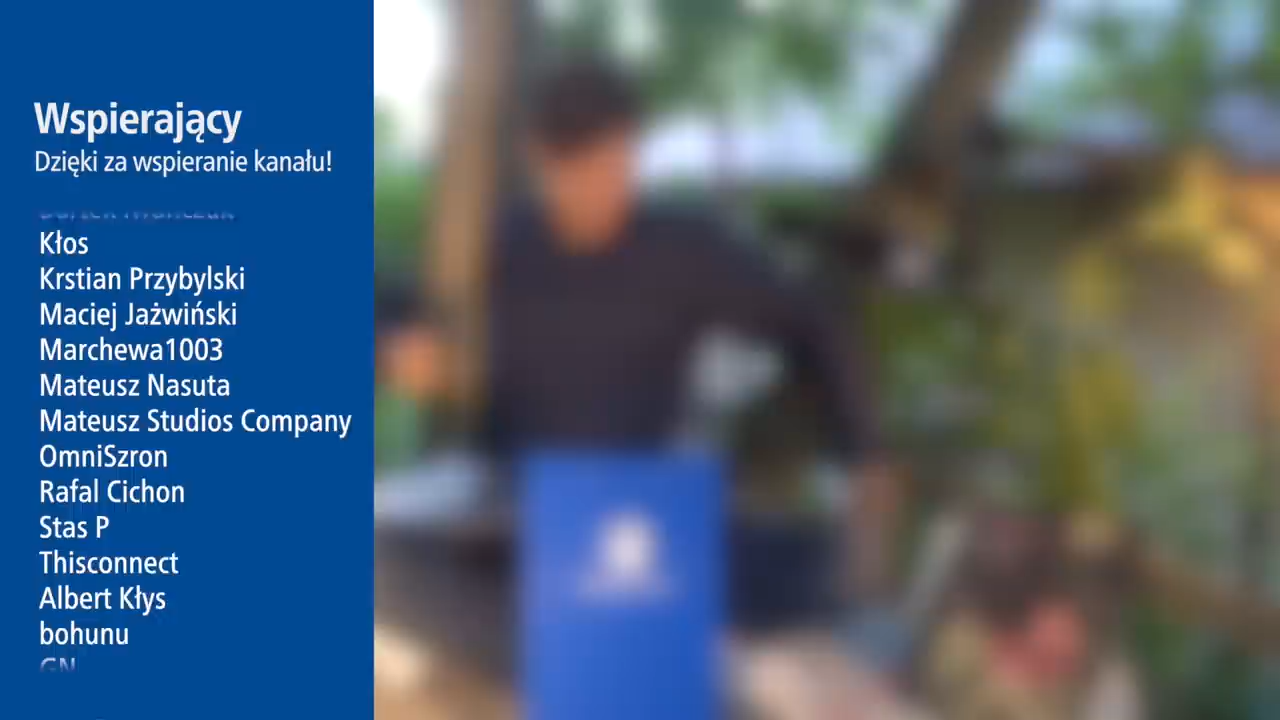 Wspierający
Dzięki za wspieranie kanału!
Kłos
Krstian Przybylski
Maciej Jażwiński
Marchewa1003
Mateusz Nasuta
Mateusz Studios Company
OmniSzron
Rafal Cichon
Stas P
Thisconnect
Albert Kłys
bohunu
GN